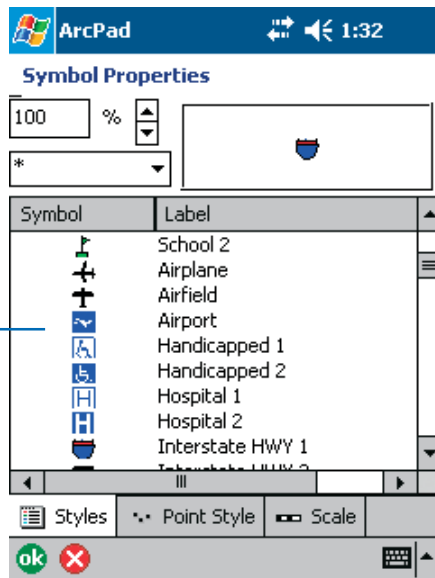 ArcPad 1:32
Symbol Properties
100 %
*
Symbol Label
School 2
Airplane
Airfield
Airport
Handicapped 1
Handicapped 2
Hospital 1
H Hospital 2
Interstate HWY 1
Styles Point Style Scale
ok